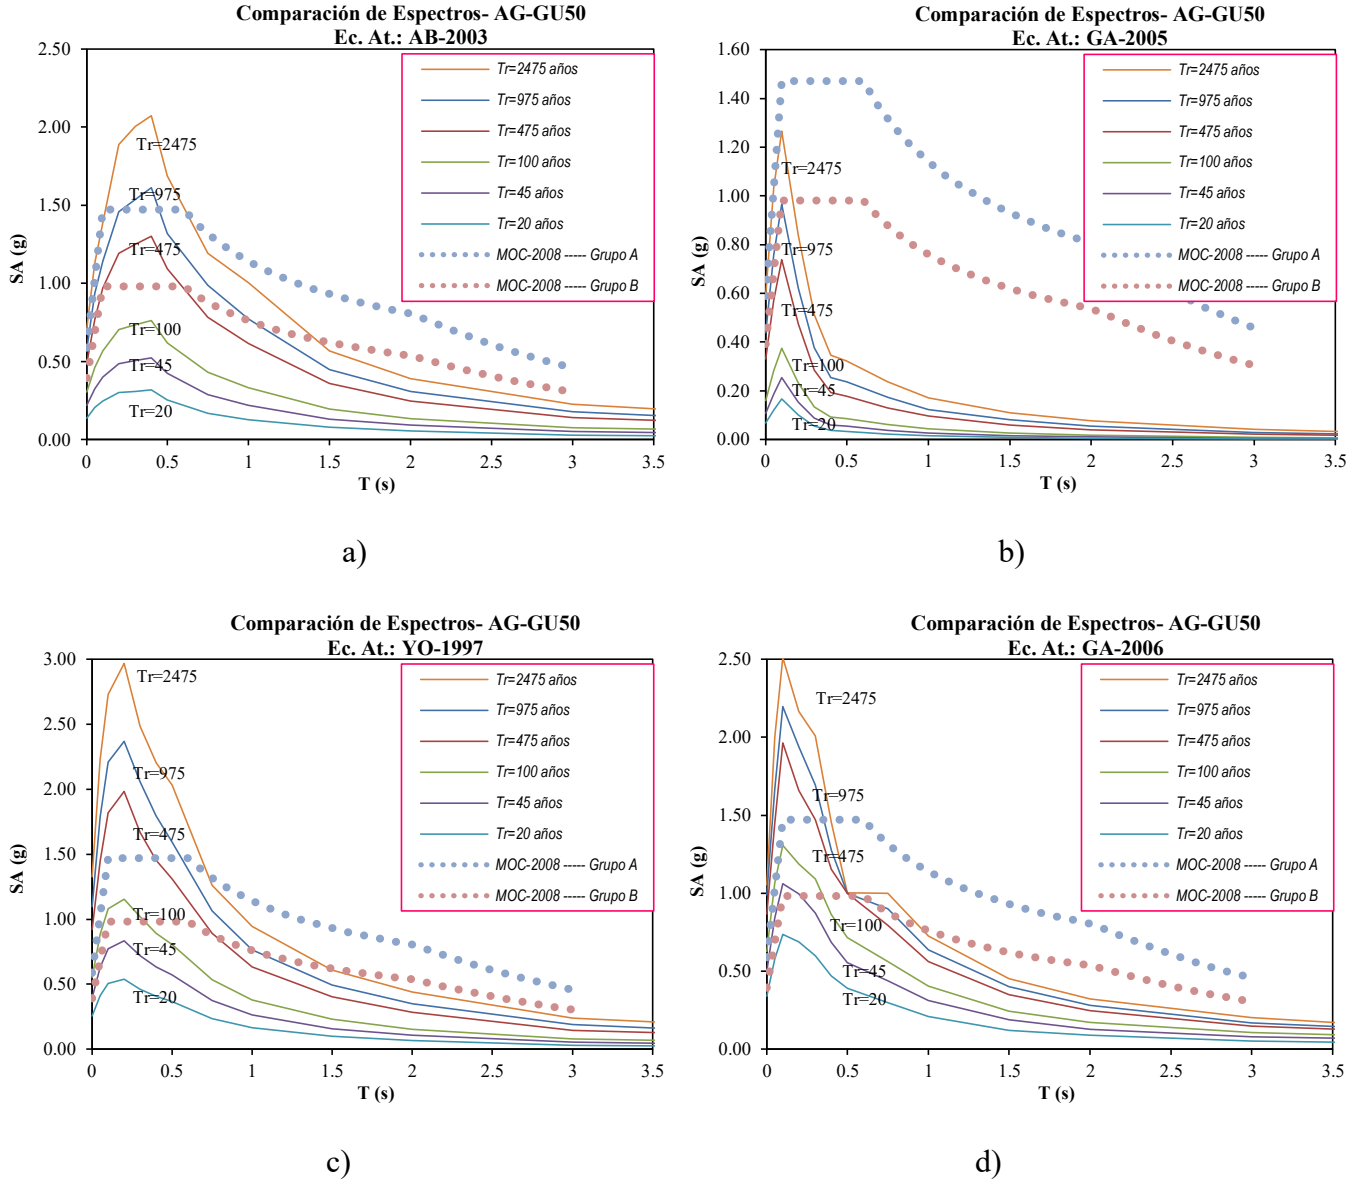 Comparación de Espectros- AG-GU50
Ec. At.: AB-2003
2.50
2.00
1.50
1.00
0.50
0.00
SA (g)
0
0.5
1
1.5
2
2.5
3
3.5
T (s)
Tr=2475
Tr=975
Tr=475
Tr=100
Tr=45
Tr=20
Tr=2475 años
Tr=975 años
Tr=475 años
Tr=100 años
Tr=45 años
Tr=20 años
MOC-2008 ----- Grupo A
MOC-2008 ----- Grupo B
a)
Comparación de Espectros- AG-GU50
Ec. At.: GA-2005
1.60
1.40
1.20
1.00
0.80
0.60
0.40
0.20
0.00
SA (g)
0
0.5
1
1.5
2
2.5
3
3.5
T (s)
Tr=2475
Tr=975
Tr=475
Tr=100
Tr=45
Tr=20
Tr=2475 años
Tr=975 años
Tr=475 años
Tr=100 años
Tr=45 años
Tr=20 años
MOC-2008 ----- Grupo A
MOC-2008 ----- Grupo B
b)
Comparación de Espectros- AG-GU50
Ec. At.: YO-1997
3.00
2.50
2.00
1.50
1.00
0.50
0.00
SA (g)
0
0.5
1
1.5
2
2.5
3
3.5
T (s)
Tr=2475
Tr=975
Tr=475
Tr=100
Tr=45
Tr=20
Tr=2475 años
Tr=975 años
Tr=475 años
Tr=100 años
Tr=45 años
Tr=20 años
MOC-2008 ----- Grupo A
MOC-2008 ----- Grupo B
c)
Comparación de Espectros- AG-GU50
Ec. At.: GA-2006
2.50
2.00
1.50
1.00
0.50
0.00
SA (g)
0
0.5
1
1.5
2
2.5
3
3.5
T (s)
Tr=2475
Tr=975
Tr=475
Tr=100
Tr=45
Tr=20
Tr=2475 años
Tr=975 años
Tr=475 años
Tr=100 años
Tr=45 años
Tr=20 años
MOC-2008 ----- Grupo A
MOC-2008 ----- Grupo B
d)